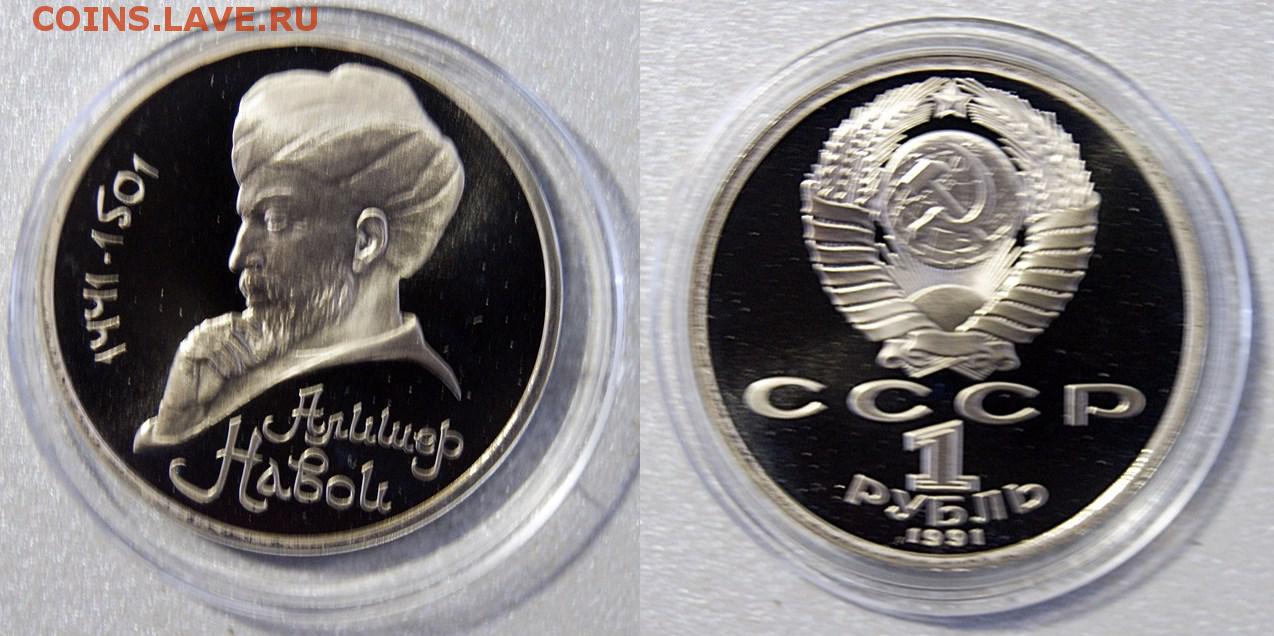 COINS.LAVE.RU
1441-1501
Алишер
Навои
СССР
1
РУБЛЬ
1991